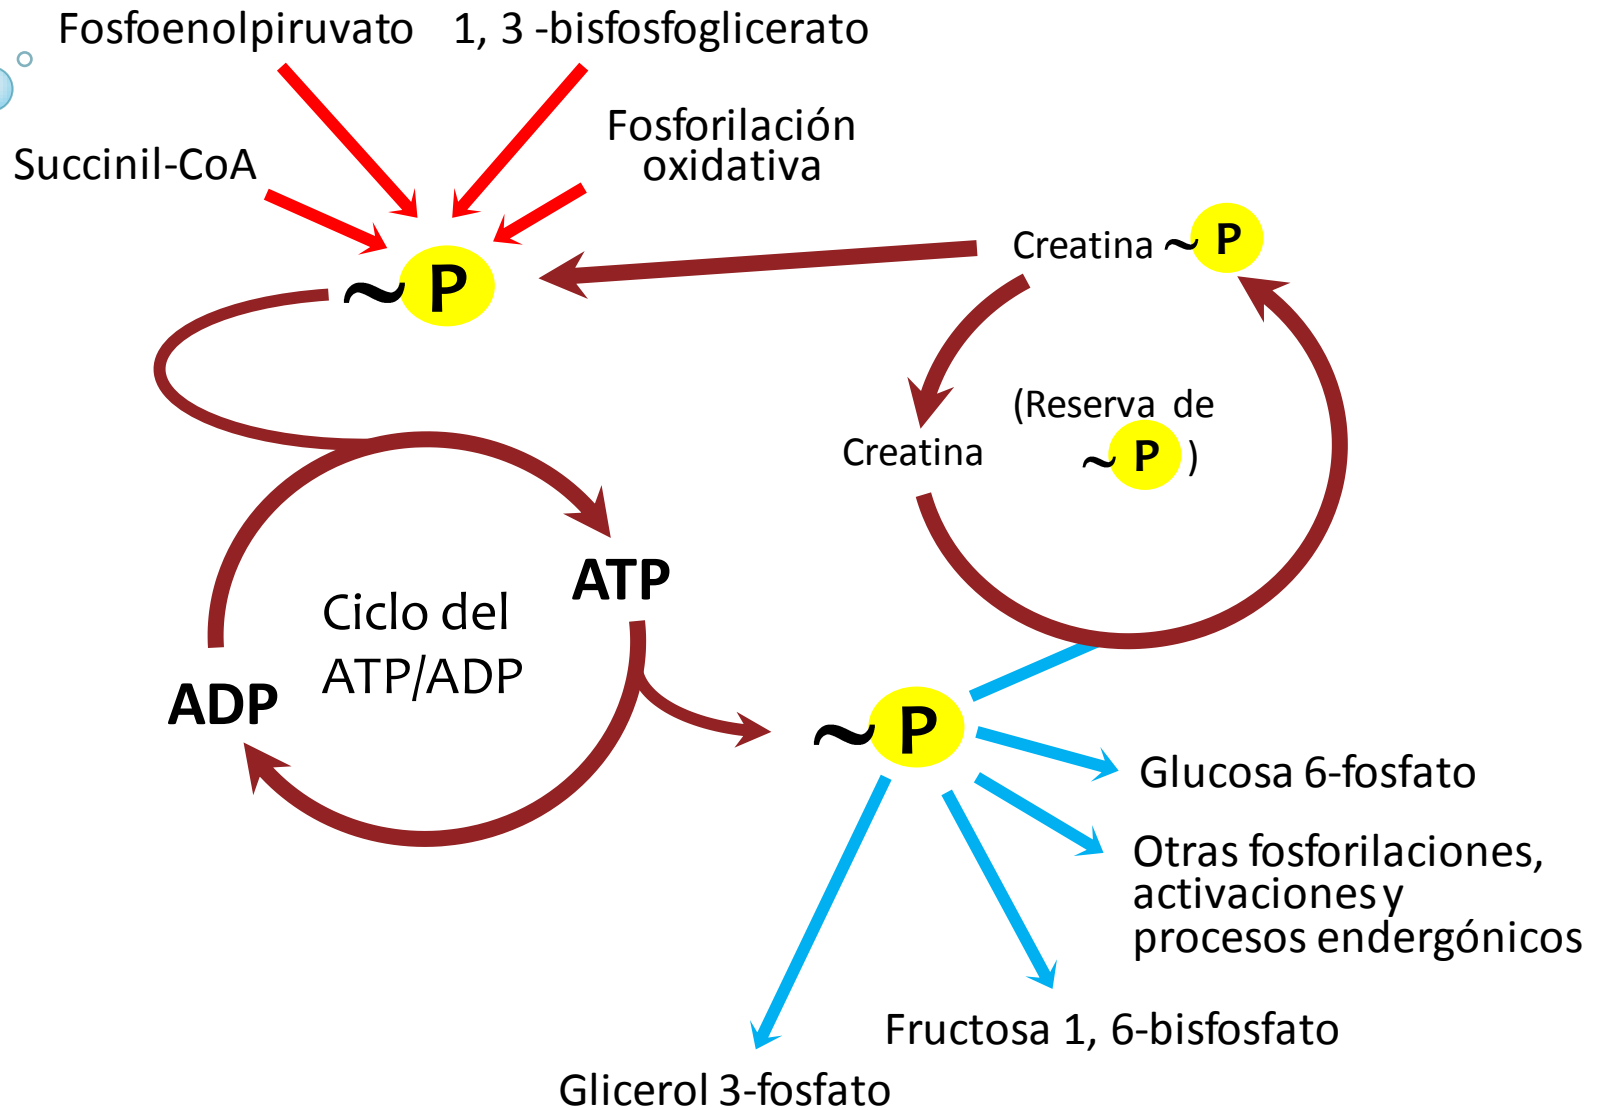 Fosfoenolpiruvato
1, 3 -bisfosfoglicerato
Succinil-CoA
Fosforilación
oxidativa
~ P
Creatina ~ P
(Reserva de
~ P )
Creatina
ATP
Ciclo del
ATP/ADP
ADP
~ P
Glucosa 6-fosfato
Otras fosforilaciones,
activaciones y
procesos endergónicos
Fructosa 1, 6-bisfosfato
Glicerol 3-fosfato